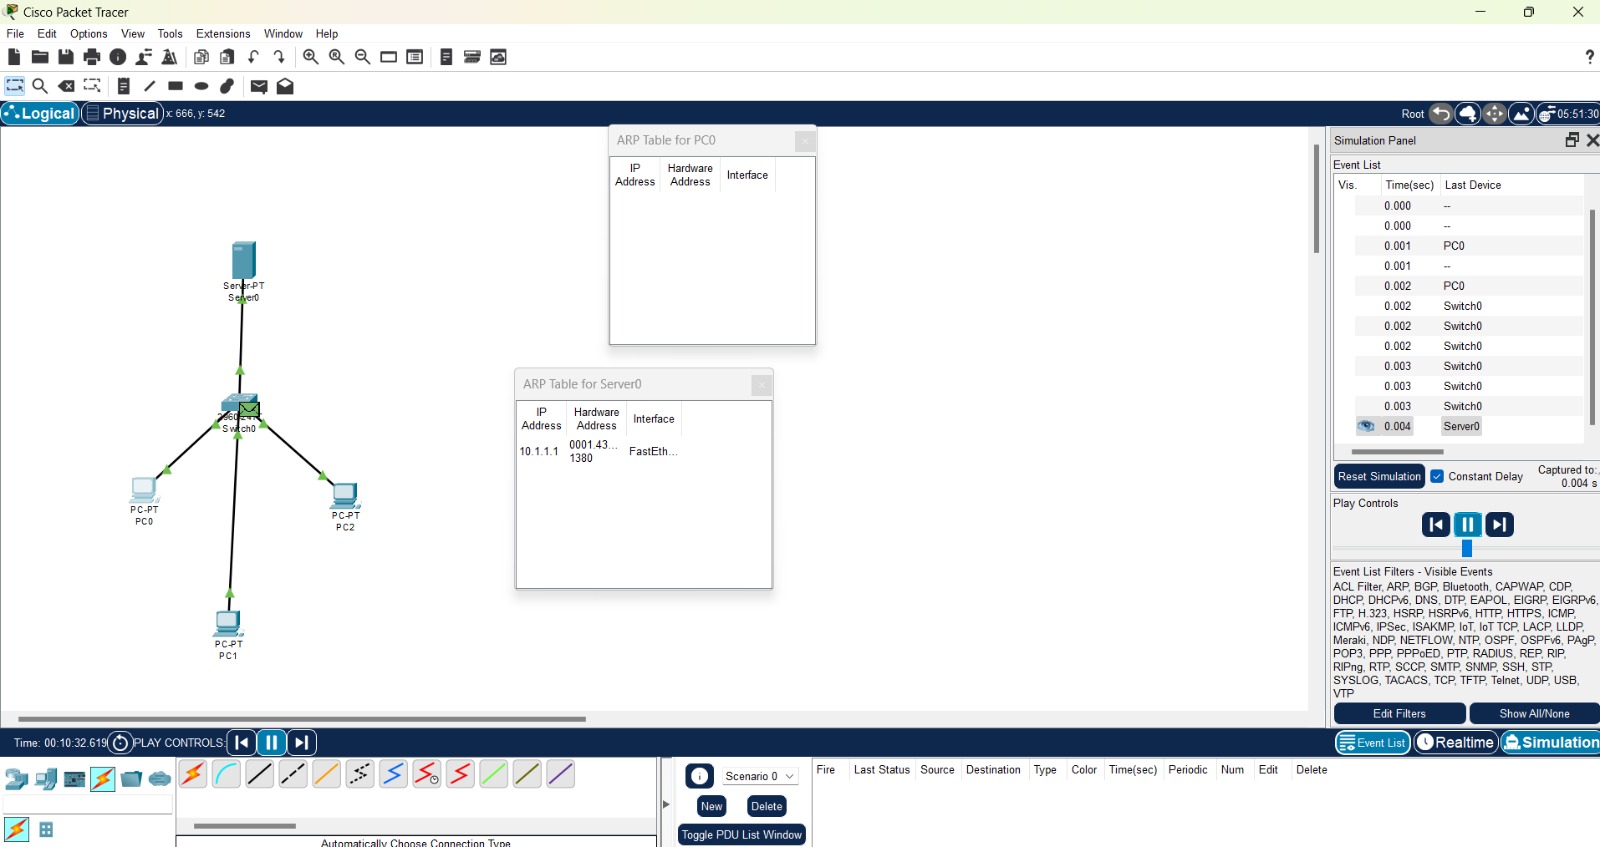 Cisco Packet Tracer
File Edit Options View Tools Extensions Window Help
?
Logical Physical x: 666, y: 542 Root 05:51:30
ARP Table for PC0
IP Address Hardware Address Interface
Server-PT
Server0
Switch0
PC-PT
PC0
PC-PT
PC2
PC-PT
PC1
ARP Table for Server0
IP Address Hardware Address Interface
10.1.1.1 0001.43... 1380 FastEth...
Simulation Panel
Event List
Vis. Time(sec) Last Device
0.000 --
0.000 --
0.001 PC0
0.001 --
0.002 PC0
0.002 Switch0
0.002 Switch0
0.002 Switch0
0.003 Switch0
0.003 Switch0
0.003 Switch0
0.004 Server0
Reset Simulation Constant Delay Captured to:
0.004 s
Play Controls
Event List Filters - Visible Events
ACL Filter, ARP, BGP, Bluetooth, CAPWAP, CDP,
DHCP, DHCPv6, DNS, DTP, EAPOL, EIGRP, EIGRPv6,
FTP, H.323, HSRP, HSRPv6, HTTP, HTTPS, ICMP,
ICMPv6, IPSec, ISAKMP, IoT, IoT TCP, LACP, LLDP,
Meraki, NDP, NETFLOW, NTP, OSPF, OSPFv6, PAgP,
POP3, PPP, PPPoED, PTP, RADIUS, REP, RIP,
RIPng, RTP, SCCP, SMTP, SNMP, SSH, STP,
SYSLOG, TACACS, TCP, TFTP, Telnet, UDP, USB,
VTP
Edit Filters Show All/None
Time: 00:10:32.619 PLAY CONTROLS: Event List Realtime Simulation
Scenario 0
New Delete
Toggle PDU List Window
Fire Last Status Source Destination Type Color Time(sec) Periodic Num Edit Delete
Automatically Choose Connection Type